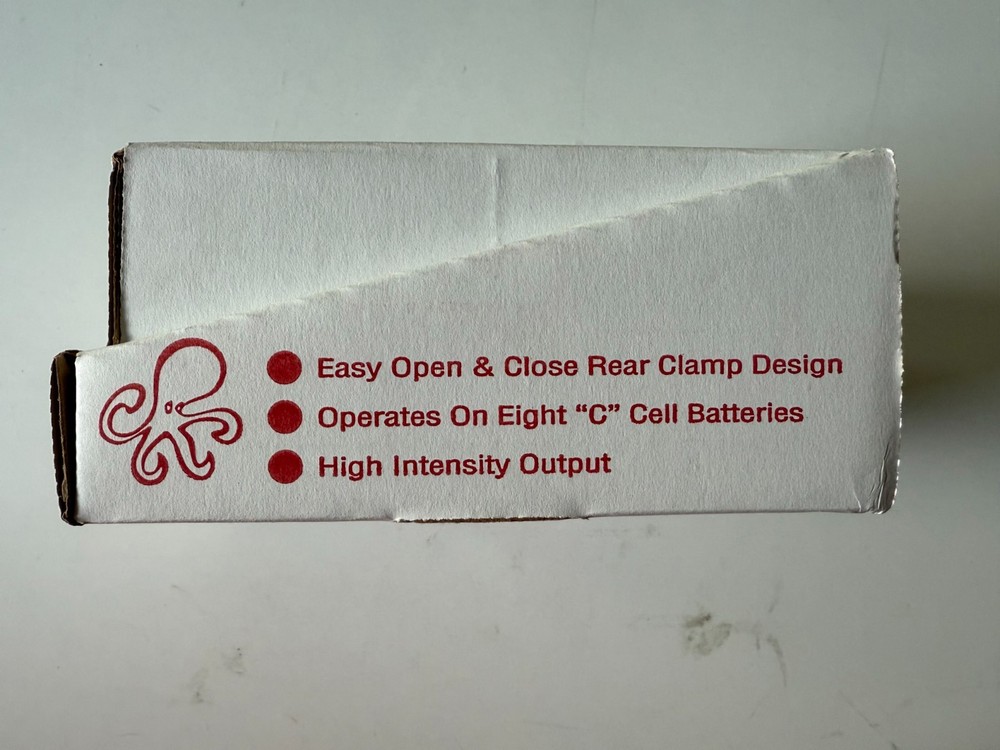 Easy Open & Close Rear Clamp Design
Operates On Eight “C” Cell Batteries
High Intensity Output